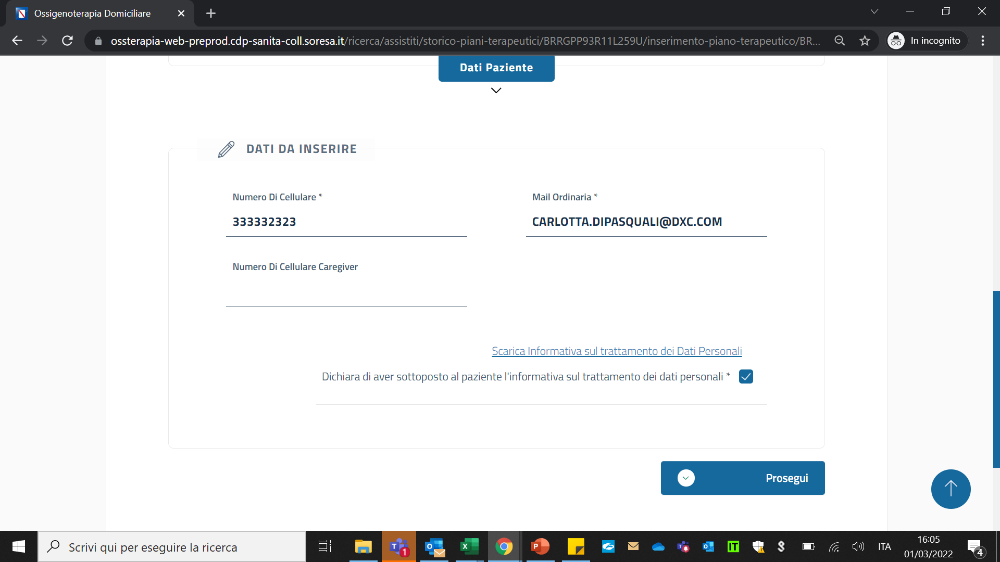 Ossigenoterapia Domiciliare
ossterapia-web-preprod.cdp-sanita-coll.soresa.it/ricerca/assistiti/storico-piani-terapeutici/BRRGPP93R11L259U/inserimento-piano-terapeutico/BR...
In incognito
Dati Paziente
DATI DA INSERIRE
Numero Di Cellulare *
Mail Ordinaria *
333332323
CARLOTTA.DIPASQUALI@DXC.COM
Numero Di Cellulare Caregiver
Scarica Informativa sul trattamento dei Dati Personali
Dichiara di aver sottoposto al paziente l'informativa sul trattamento dei dati personali *
Prosegui
Scrivi qui per eseguire la ricerca
T
1
O
X
P
T
O
IT
ITA
16:05
01/03/2022
4